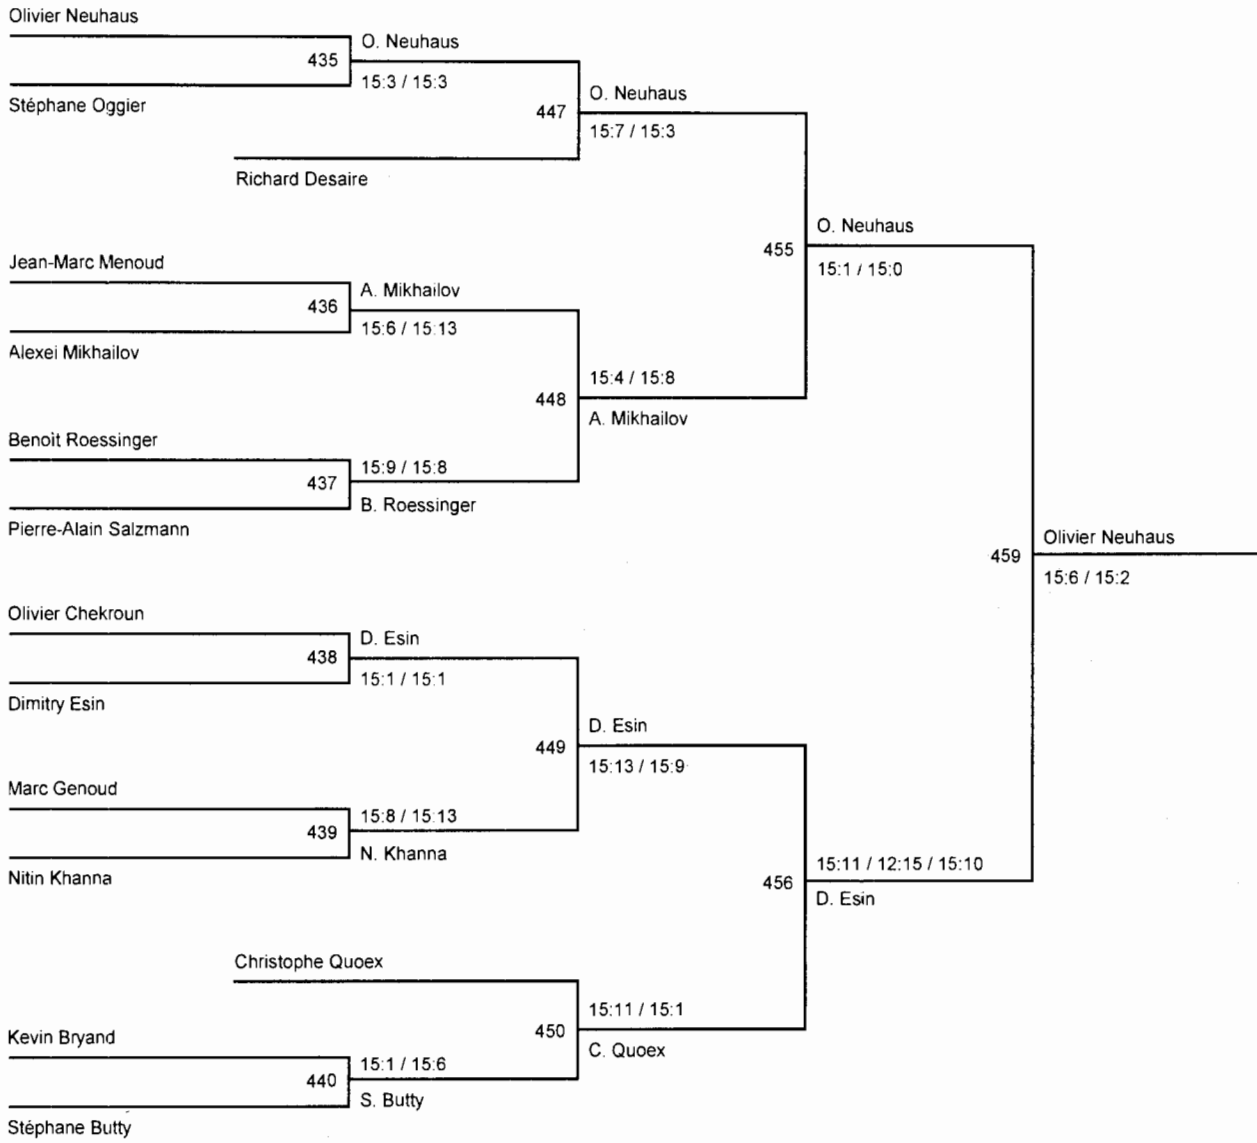 Olivier Neuhaus
435
O. Neuhaus
15:3 / 15:3
Stéphane Oggier
447
O. Neuhaus
15:7 / 15:3
Richard Desaire
455
O. Neuhaus
15:1 / 15:0
Jean-Marc Menoud
436
A. Mikhailov
15:6 / 15:13
Alexei Mikhailov
448
15:4 / 15:8
A. Mikhailov
Benoît Roessinger
437
15:9 / 15:8
B. Roessinger
Pierre-Alain Salzmann
459
Olivier Neuhaus
15:6 / 15:2
Olivier Chekroun
438
D. Esin
15:1 / 15:1
Dimitry Esin
449
D. Esin
15:13 / 15:9
Marc Genoud
439
15:8 / 15:13
N. Khanna
Nitin Khanna
456
15:11 / 12:15 / 15:10
D. Esin
Christophe Quoex
450
15:11 / 15:1
C. Quoex
Kevin Bryand
440
15:1 / 15:6
S. Butty
Stéphane Butty